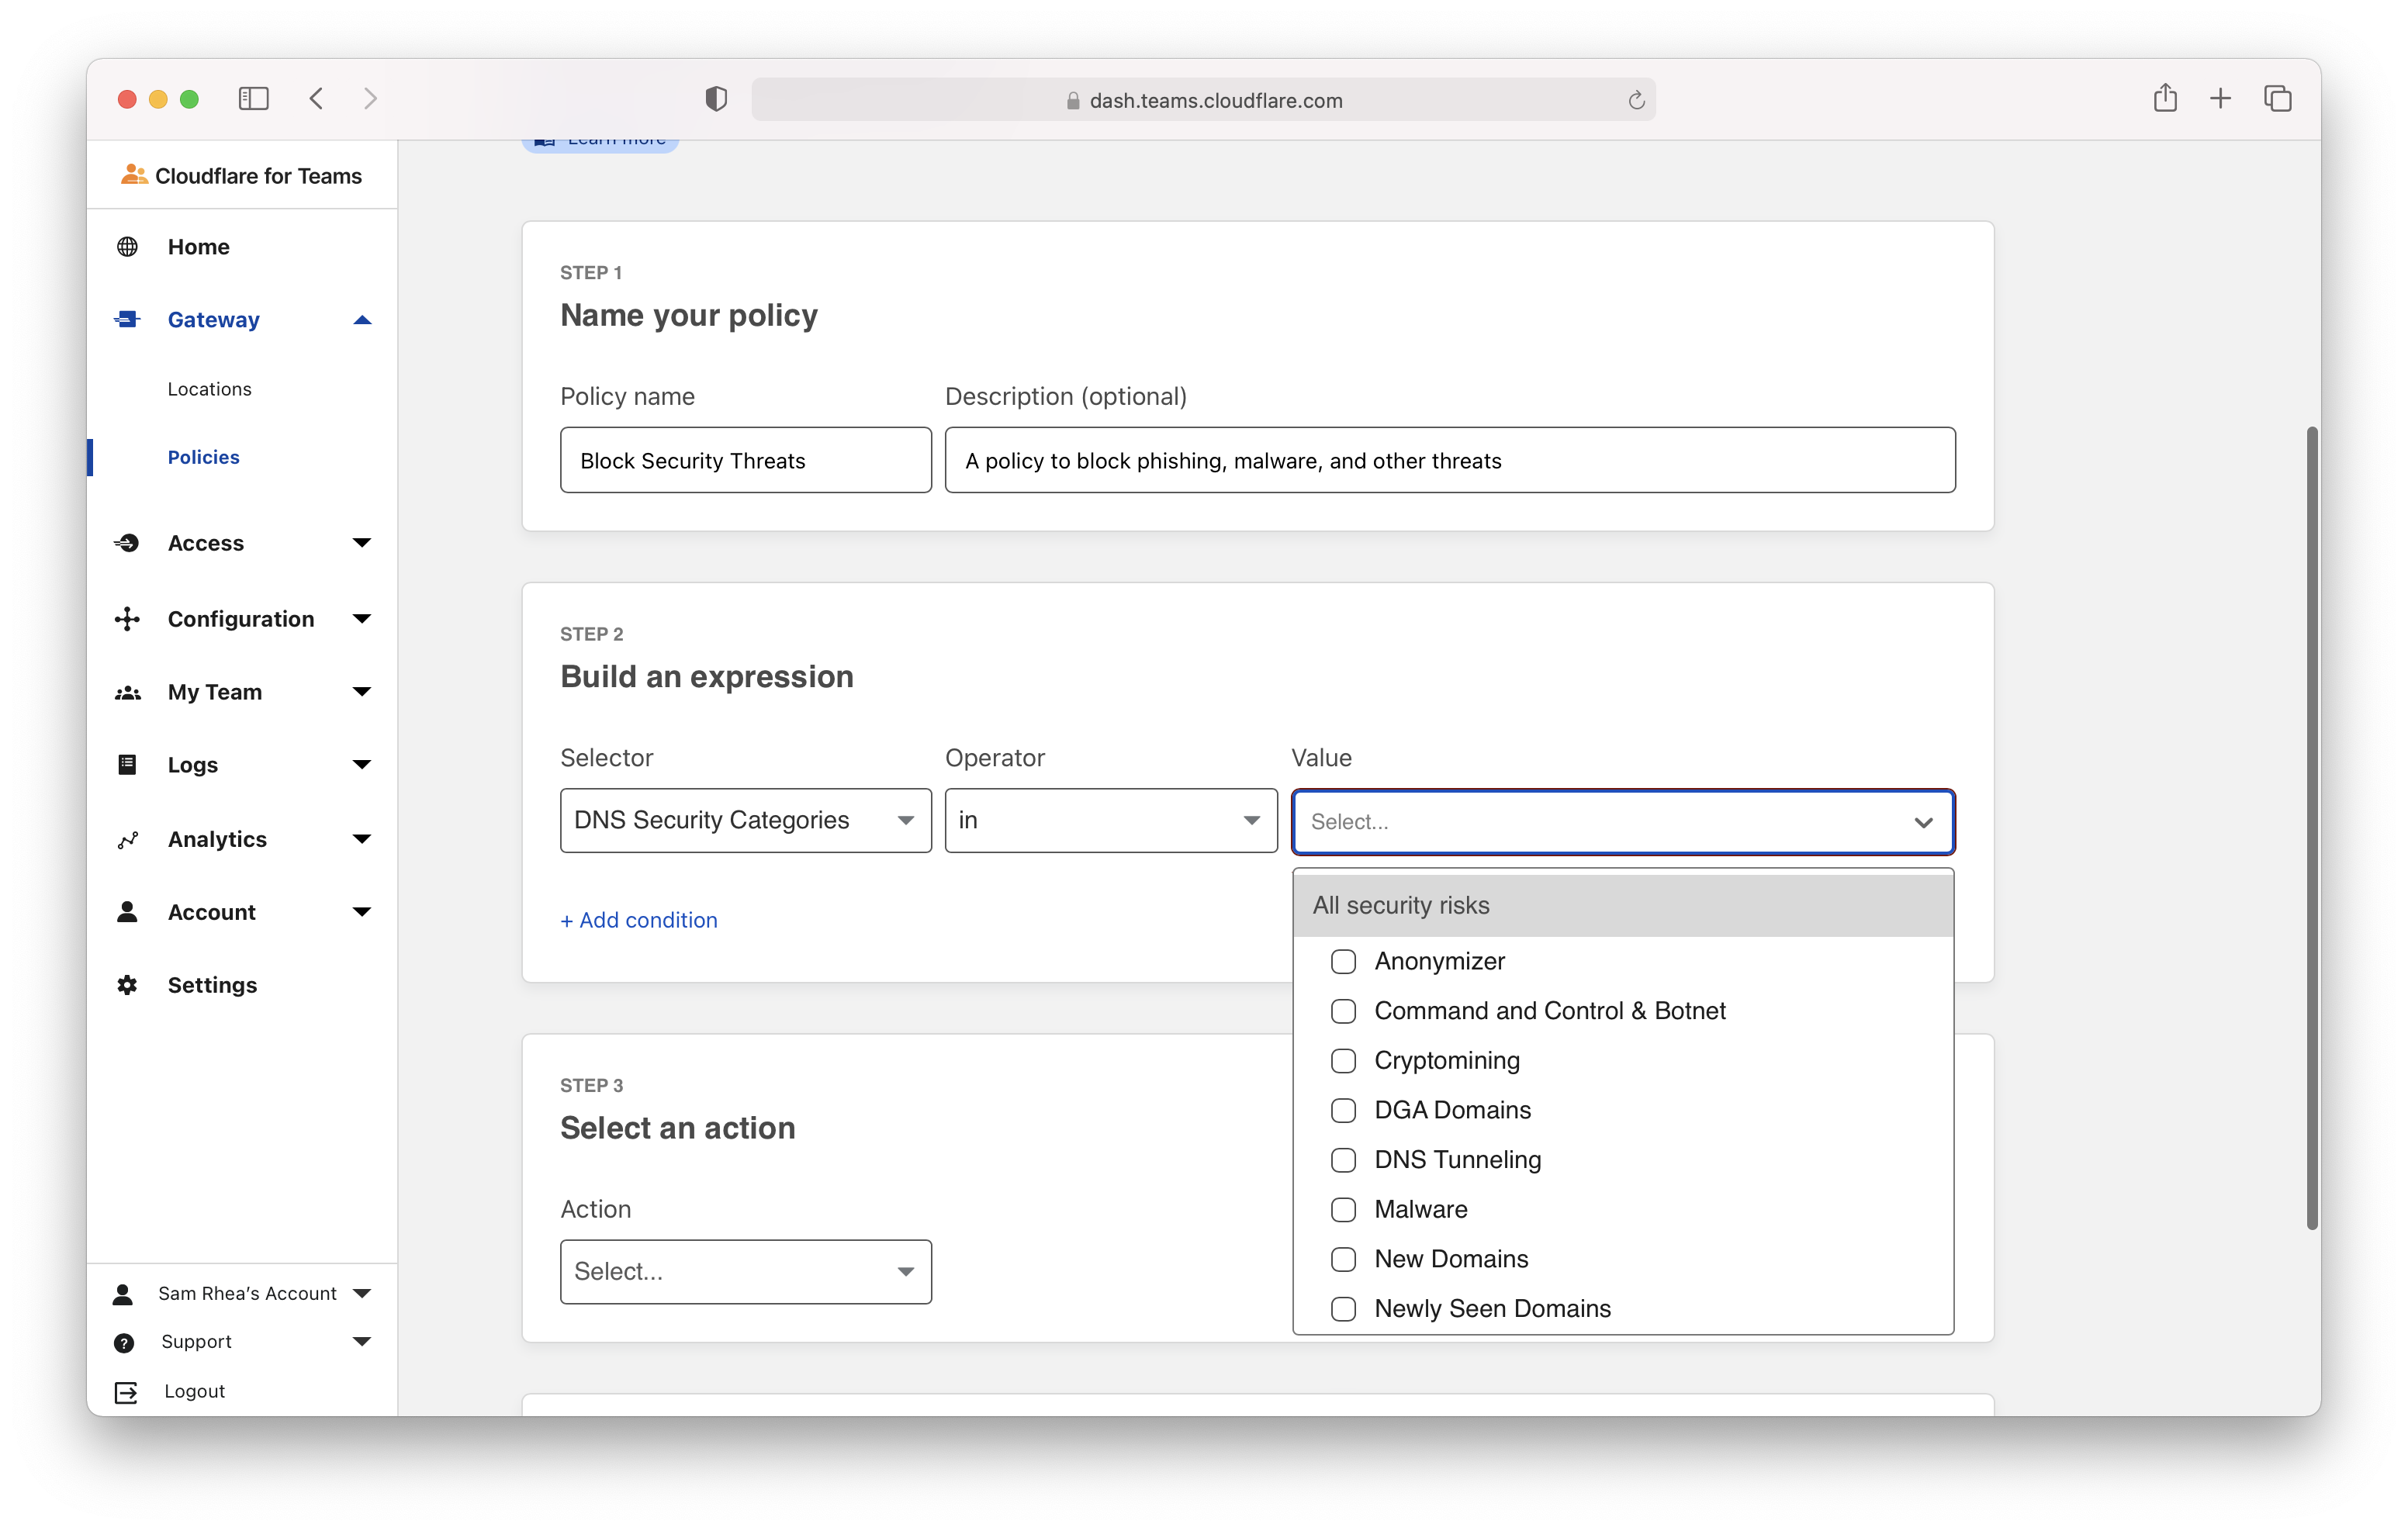 dash.teams.cloudflare.com
Cloudflare for Teams
Home
Gateway
Locations
Policies
Access
Configuration
My Team
Logs
Analytics
Account
Settings
Sam Rhea’s Account
Support
Logout
Learn more
STEP 1
Name your policy
Policy name
Description (optional)
Block Security Threats
A policy to block phishing, malware, and other threats
STEP 2
Build an expression
Selector
Operator
Value
DNS Security Categories
in
Select...
+ Add condition
All security risks
Anonymizer
Command and Control & Botnet
Cryptomining
DGA Domains
DNS Tunneling
Malware
New Domains
Newly Seen Domains
STEP 3
Select an action
Action
Select...